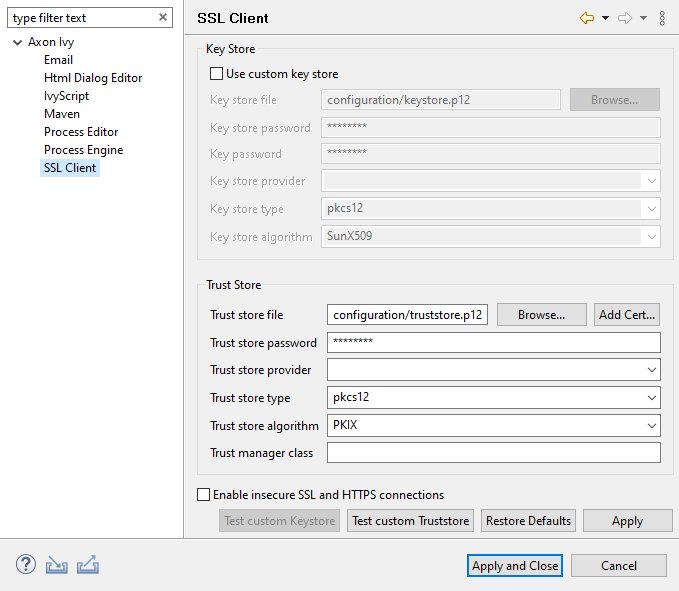 type filter text
Axon Ivy
Email
Html Dialog Editor
IvyScript
Maven
Process Editor
Process Engine
SSL Client
SSL Client
Key Store
Use custom key store
Key store file configuration/keystore.p12 Browse...
Key store password ********
Key password ********
Key store provider
Key store type pkcs12
Key store algorithm SunX509
Trust Store
Trust store file configuration/truststore.p12 Browse... Add Cert...
Trust store password ********
Trust store provider
Trust store type pkcs12
Trust store algorithm PKIX
Trust manager class
Enable insecure SSL and HTTPS connections
Test custom Keystore Test custom Truststore Restore Defaults Apply
? Apply and Close Cancel